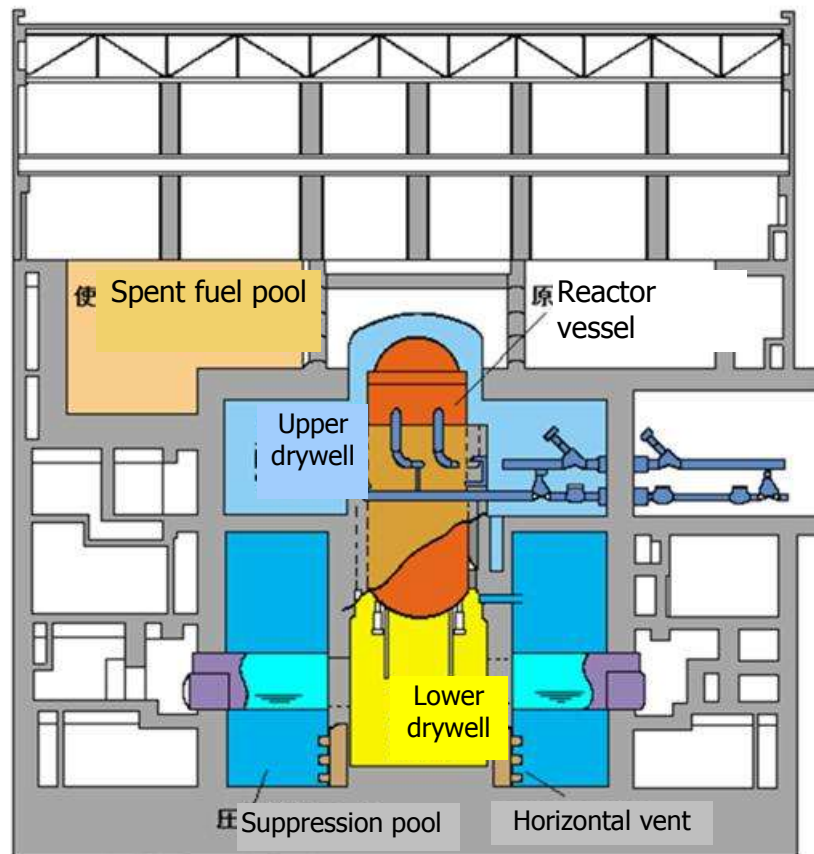 使
Spent fuel pool
原
Reactor
vessel
Upper
drywell
Lower
drywell
圧
Suppression pool
Horizontal vent